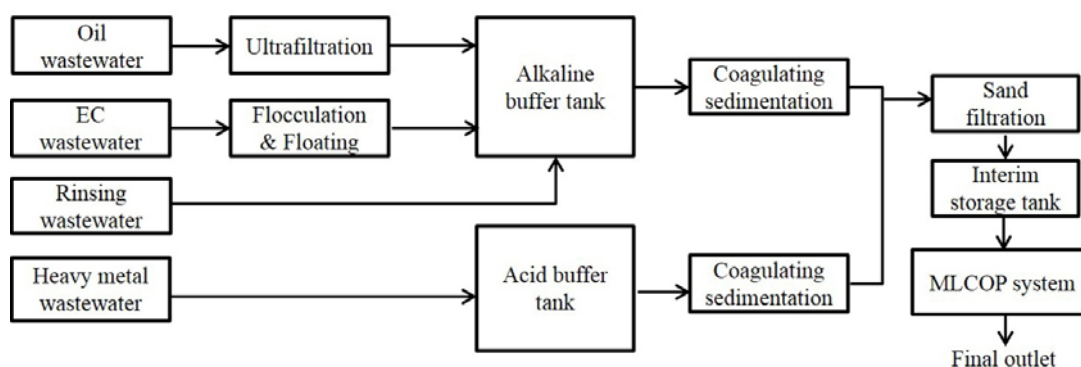 Oil
wastewater
Ultrafiltration
Alkaline
buffer tank
Coagulating
sedimentation
Sand
filtration
EC
wastewater
Flocculation
& Floating
Interim
storage tank
Rinsing
wastewater
Heavy metal
wastewater
Acid buffer
tank
Coagulating
sedimentation
MLCOP system
Final outlet